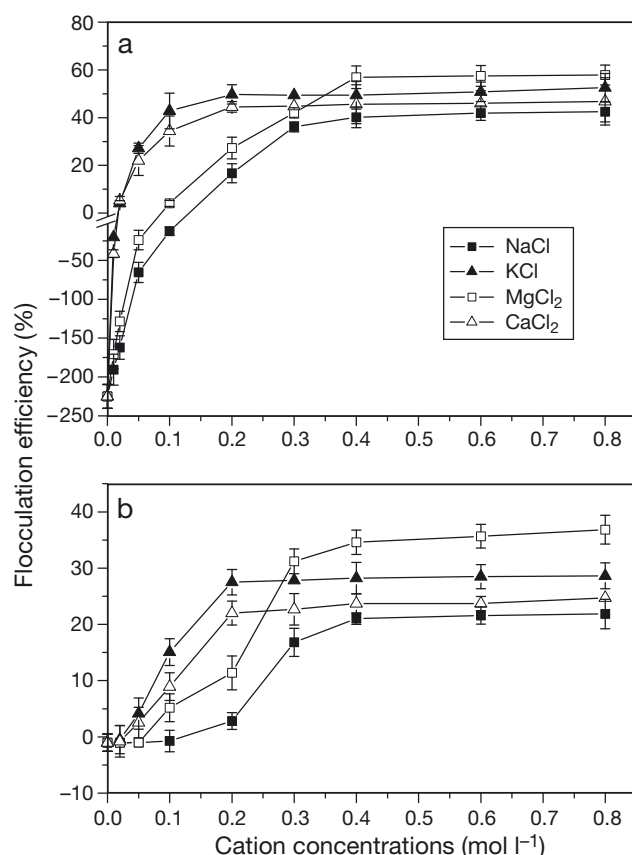 80
a
60
40
20
0
−50
−100
−150
−200
−250
NaCl
KCl
MgCl₂
CaCl₂
0.0 0.1 0.2 0.3 0.4 0.5 0.6 0.7 0.8
Flocculation efficiency (%)
b
40
30
20
10
0
−10
0.0 0.1 0.2 0.3 0.4 0.5 0.6 0.7 0.8
Cation concentrations (mol l⁻¹)